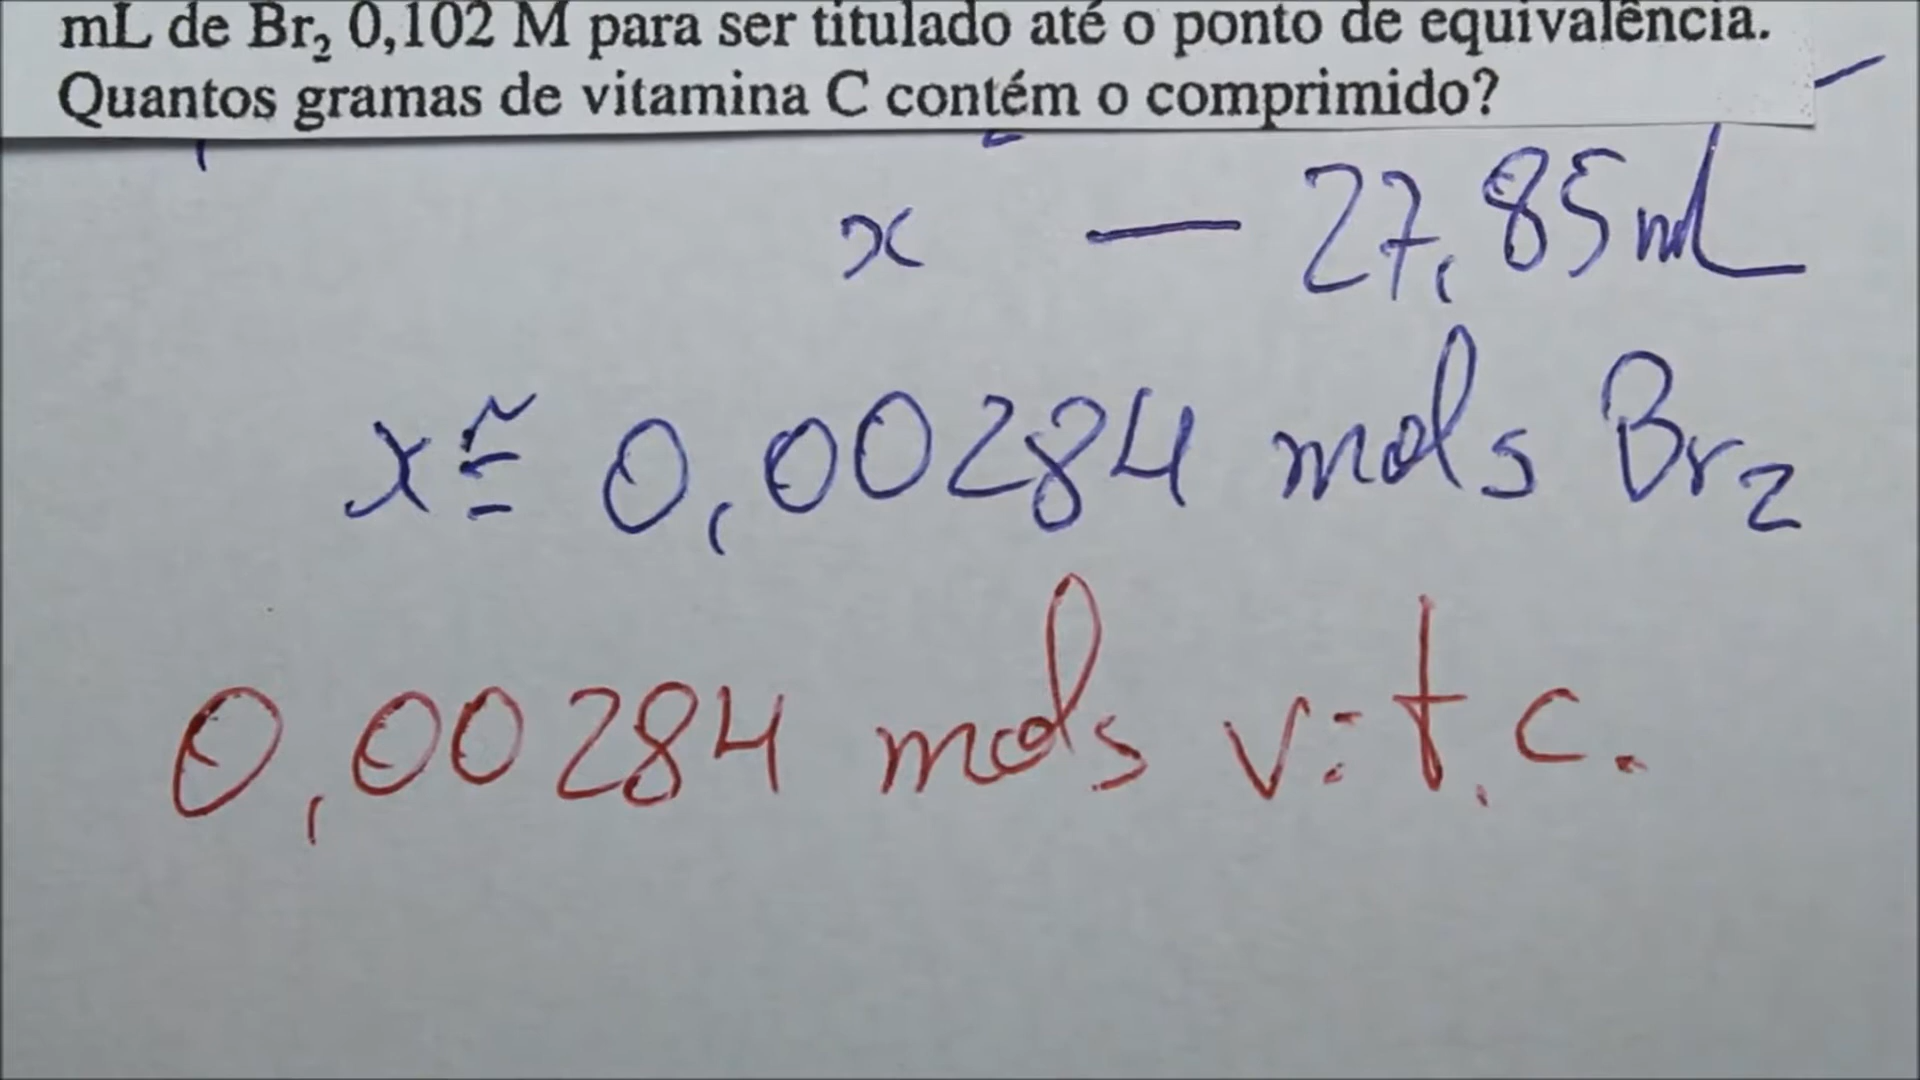 mL de Br₂ 0,102 M para ser titulado até o ponto de equivalência.
Quantos gramas de vitamina C contém o comprimido?
x — 27,85 mL
x ≅ 0,00284 mols Br₂
0,00284 mols vit. c.